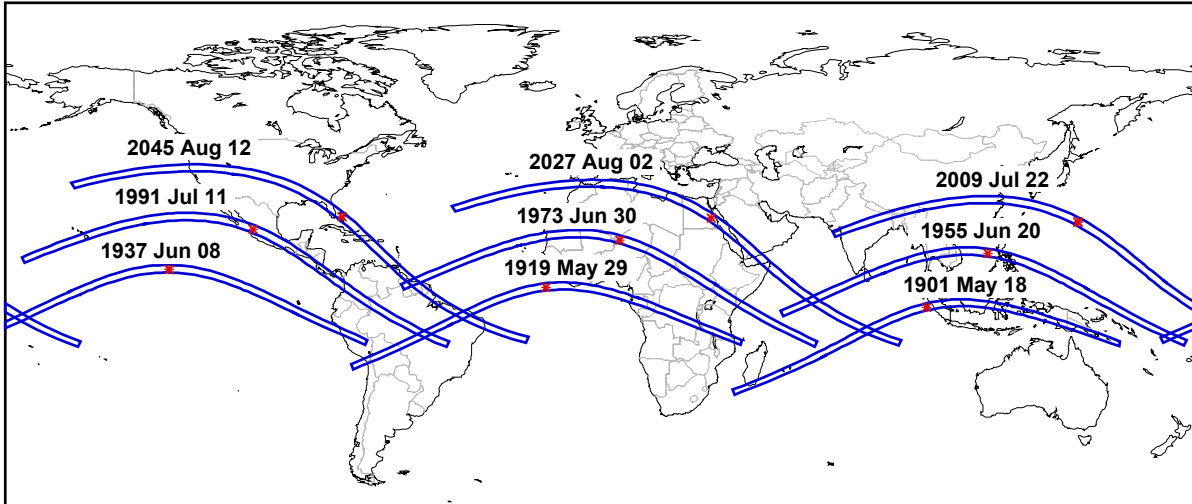 2045 Aug 12
2027 Aug 02
2009 Jul 22
1991 Jul 11
1973 Jun 30
1955 Jun 20
1937 Jun 08
1919 May 29
1901 May 18